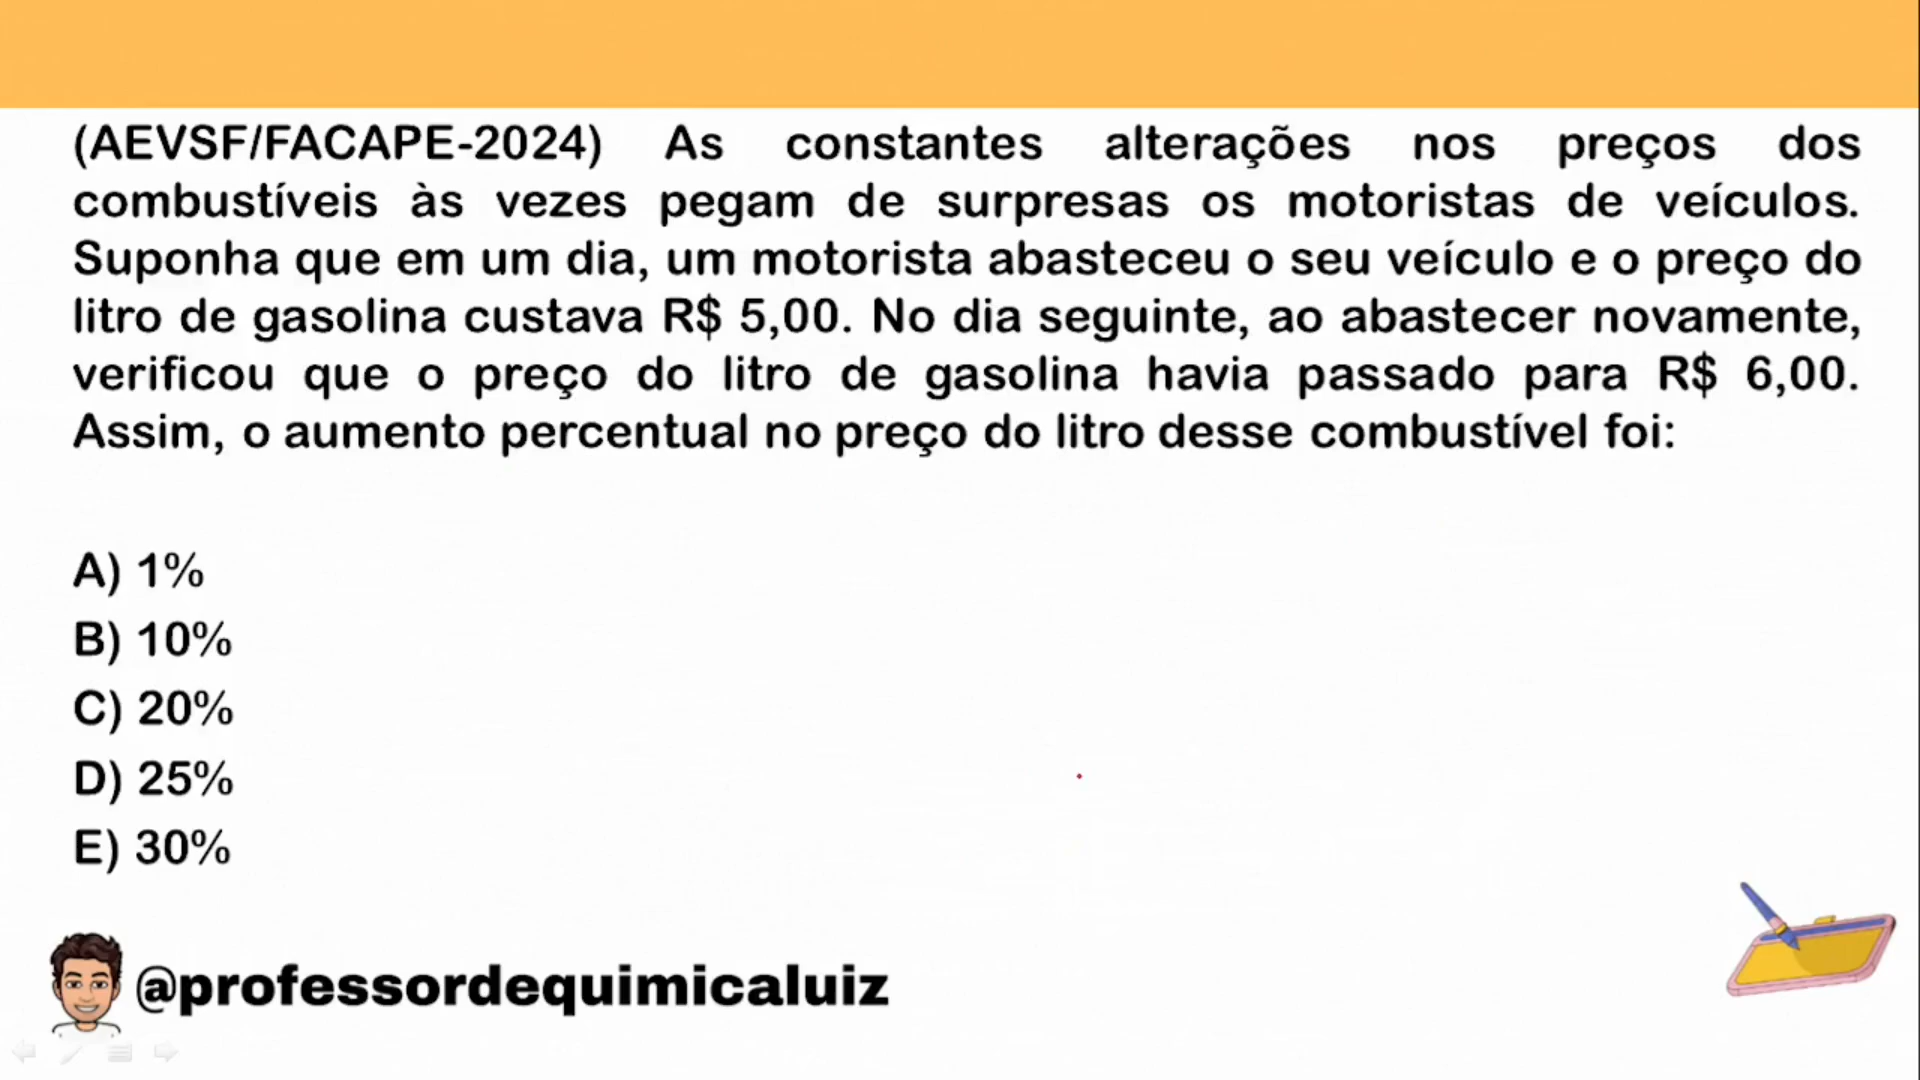 (AEVSF/FACAPE-2024) As constantes alterações nos preços dos
combustíveis às vezes pegam de surpresas os motoristas de veículos.
Suponha que em um dia, um motorista abasteceu o seu veículo e o preço do
litro de gasolina custava R$ 5,00. No dia seguinte, ao abastecer novamente,
verificou que o preço do litro de gasolina havia passado para R$ 6,00.
Assim, o aumento percentual no preço do litro desse combustível foi:
A) 1%
B) 10%
C) 20%
D) 25%
E) 30%
@professordequimicaluiz